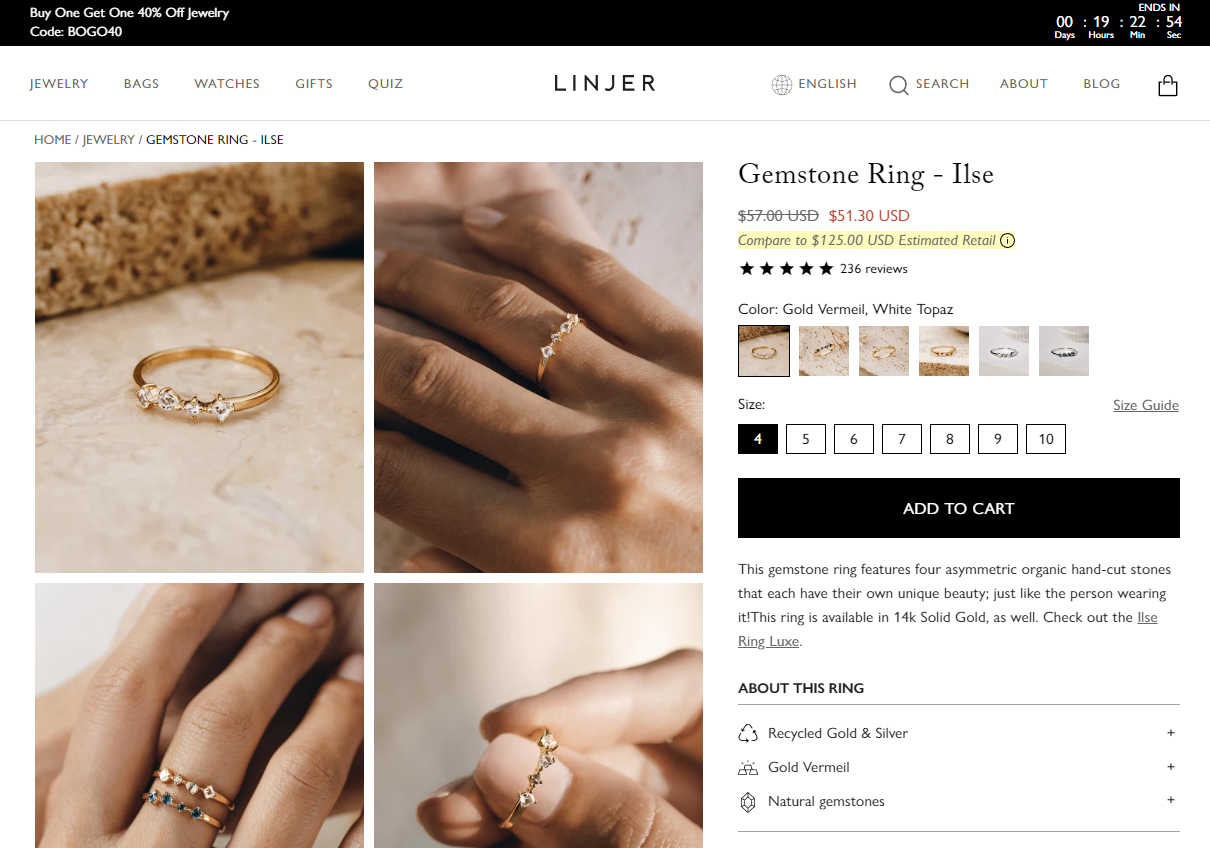 Buy One Get One 40% Off Jewelry
Code: BOGO40
ENDS IN
00 : 19 : 22 : 54
Days Hours Min Sec
JEWELRY BAGS WATCHES GIFTS QUIZ LINJER ENGLISH SEARCH ABOUT BLOG
HOME / JEWELRY / GEMSTONE RING - ILSE
Gemstone Ring - Ilse
$57.00 USD $51.30 USD
Compare to $125.00 USD Estimated Retail
236 reviews
Color: Gold Vermeil, White Topaz
Size: Size Guide
4 5 6 7 8 9 10
ADD TO CART
This gemstone ring features four asymmetric organic hand-cut stones
that each have their own unique beauty; just like the person wearing
it!This ring is available in 14k Solid Gold, as well. Check out the Ilse
Ring Luxe.
ABOUT THIS RING
Recycled Gold & Silver +
Gold Vermeil +
Natural gemstones +